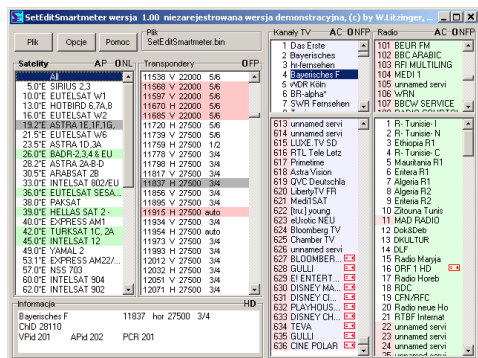 SetEditSmartmeter wersja 1.00 niezarejestrowana wersja demonstracyjna, (c) by W.Litzinger, ...
Plik
Opcje
Pomoc
Plik
SetEditSmartmeter.bin
Satelity AP ONL
All
5.0°E SIRIUS 2,3
10.0°E EUTELSAT W1
13.0°E HOTBIRD 6,7A,8
16.0°E EUTELSAT W2
19.2°E ASTRA 1E,1F,1G,
21.5°E EUTELSAT W6
23.5°E ASTRA 1D,3A
26.0°E BADR-2,3,4 & EU
28.2°E ASTRA 2A-B-D
30.5°E ARABSAT 2B
33.0°E INTELSAT 802/EU
36.0°E EUTELSAT SESA...
38.0°E PAKSAT
39.0°E HELLAS SAT 2 -
40.0°E EXPRESS AM1
42.0°E TURKSAT 1C, 2A
45.0°E INTELSAT 12
49.0°E YAMAL 2
53.1°E EXPRESS AM22/...
57.0°E NSS 703
60.0°E INTELSAT 904
62.0°E INTELSAT 902
Transpondery OFP
11538 V 22000 5/6
11568 V 22000 5/6
11597 V 22000 5/6
11670 H 22000 5/6
11685 V 22000 5/6
11720 H 27500 5/6
11739 V 27500 5/6
11759 H 27500 1/2
11778 V 27500 3/4
11798 H 27500 3/4
11817 V 27500 3/4
11837 H 27500 3/4
11856 V 27500 3/4
11895 V 27500 3/4
11915 H 27500 auto
11934 V 27500 3/4
11954 H 27500 auto
11973 V 27500 3/4
11993 H 27500 3/4
12012 V 27500 3/4
12032 H 27500 3/4
12051 V 27500 3/4
12071 H 27500 3/4
Kanały TV AC ONFP
1 Das Erste
2 Bayerisches F
3 hr-fernsehen
4 Bayerisches F
5 WDR Köln
6 BR-alpha*
7 SWR Fernsehen
613 unnamed servi
614 unnamed servi
615 LUXE.TV SD
616 RTL Tele Letz
617 Primetime
618 Astra Vision
619 QVC Deutschla
620 LibertyTV FR
621 Medi1SAT
622 [tru:] young
623 eUrotic NEU
624 Bloomberg TV
625 Chamber TV
626 unnamed servi
627 BLOOMBER...
628 GULLI
629 E! ENTERT...
630 DISNEY MA...
631 DISNEY CI...
632 PLAYHOUS...
633 DISNEY CH...
634 TEVA
635 GULLI
636 CINE POLAR
Radio AC ONFP
101 BEUR FM
102 BBC ARABIC
103 RFI MULTILING
104 MEDI 1
105 unnamed servi
106 WRN
107 BBCW SERVICE
1 R- Tunisie- I
2 R- Tunisie- N
3 Ethiopia R1
4 R- Tunisie- C
5 Mauritania R1
6 Eritera R1
7 Algeria R1
8 Algeria R2
9 Eritera R2
10 Zitouna Tunis
11 MAD RADIO
12 Dok&Deb
13 DKULTUR
14 DLF
15 Radio Maryja
16 ORF 1 HD
17 Radio Horeb
18 RDC
19 CFN/RFC
20 Radio neue Ho
21 RTBF Internat
22 unnamed servi
23 unnamed servi
24 unnamed servi
25 unnamed servi
Informacja HD
Bayerisches F 11837 hor 27500 3/4
ChID 28110
VPid 201 APid 202 PCR 201